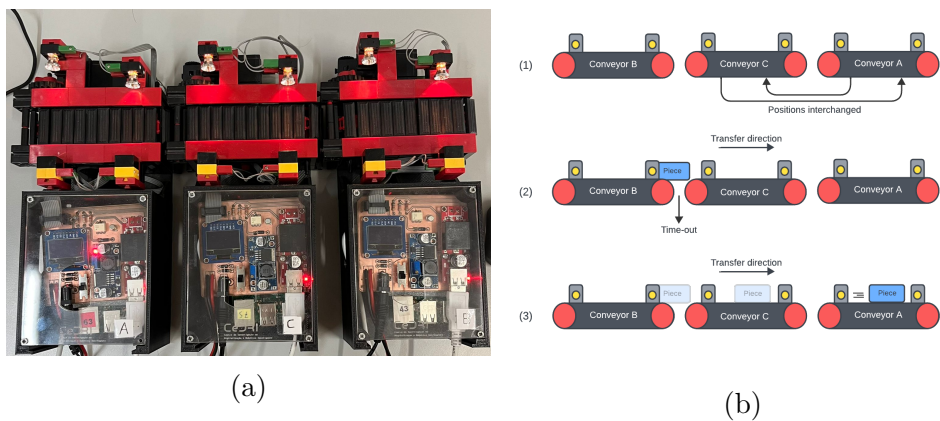 A
C
43
(a)
(1)
Conveyor B
Conveyor C
Conveyor A
Positions interchanged
Transfer direction
(2)
Piece
Conveyor B
Conveyor C
Conveyor A
Time-out
Transfer direction
(3)
Piece
Piece
Piece
Conveyor B
Conveyor C
Conveyor A
(b)